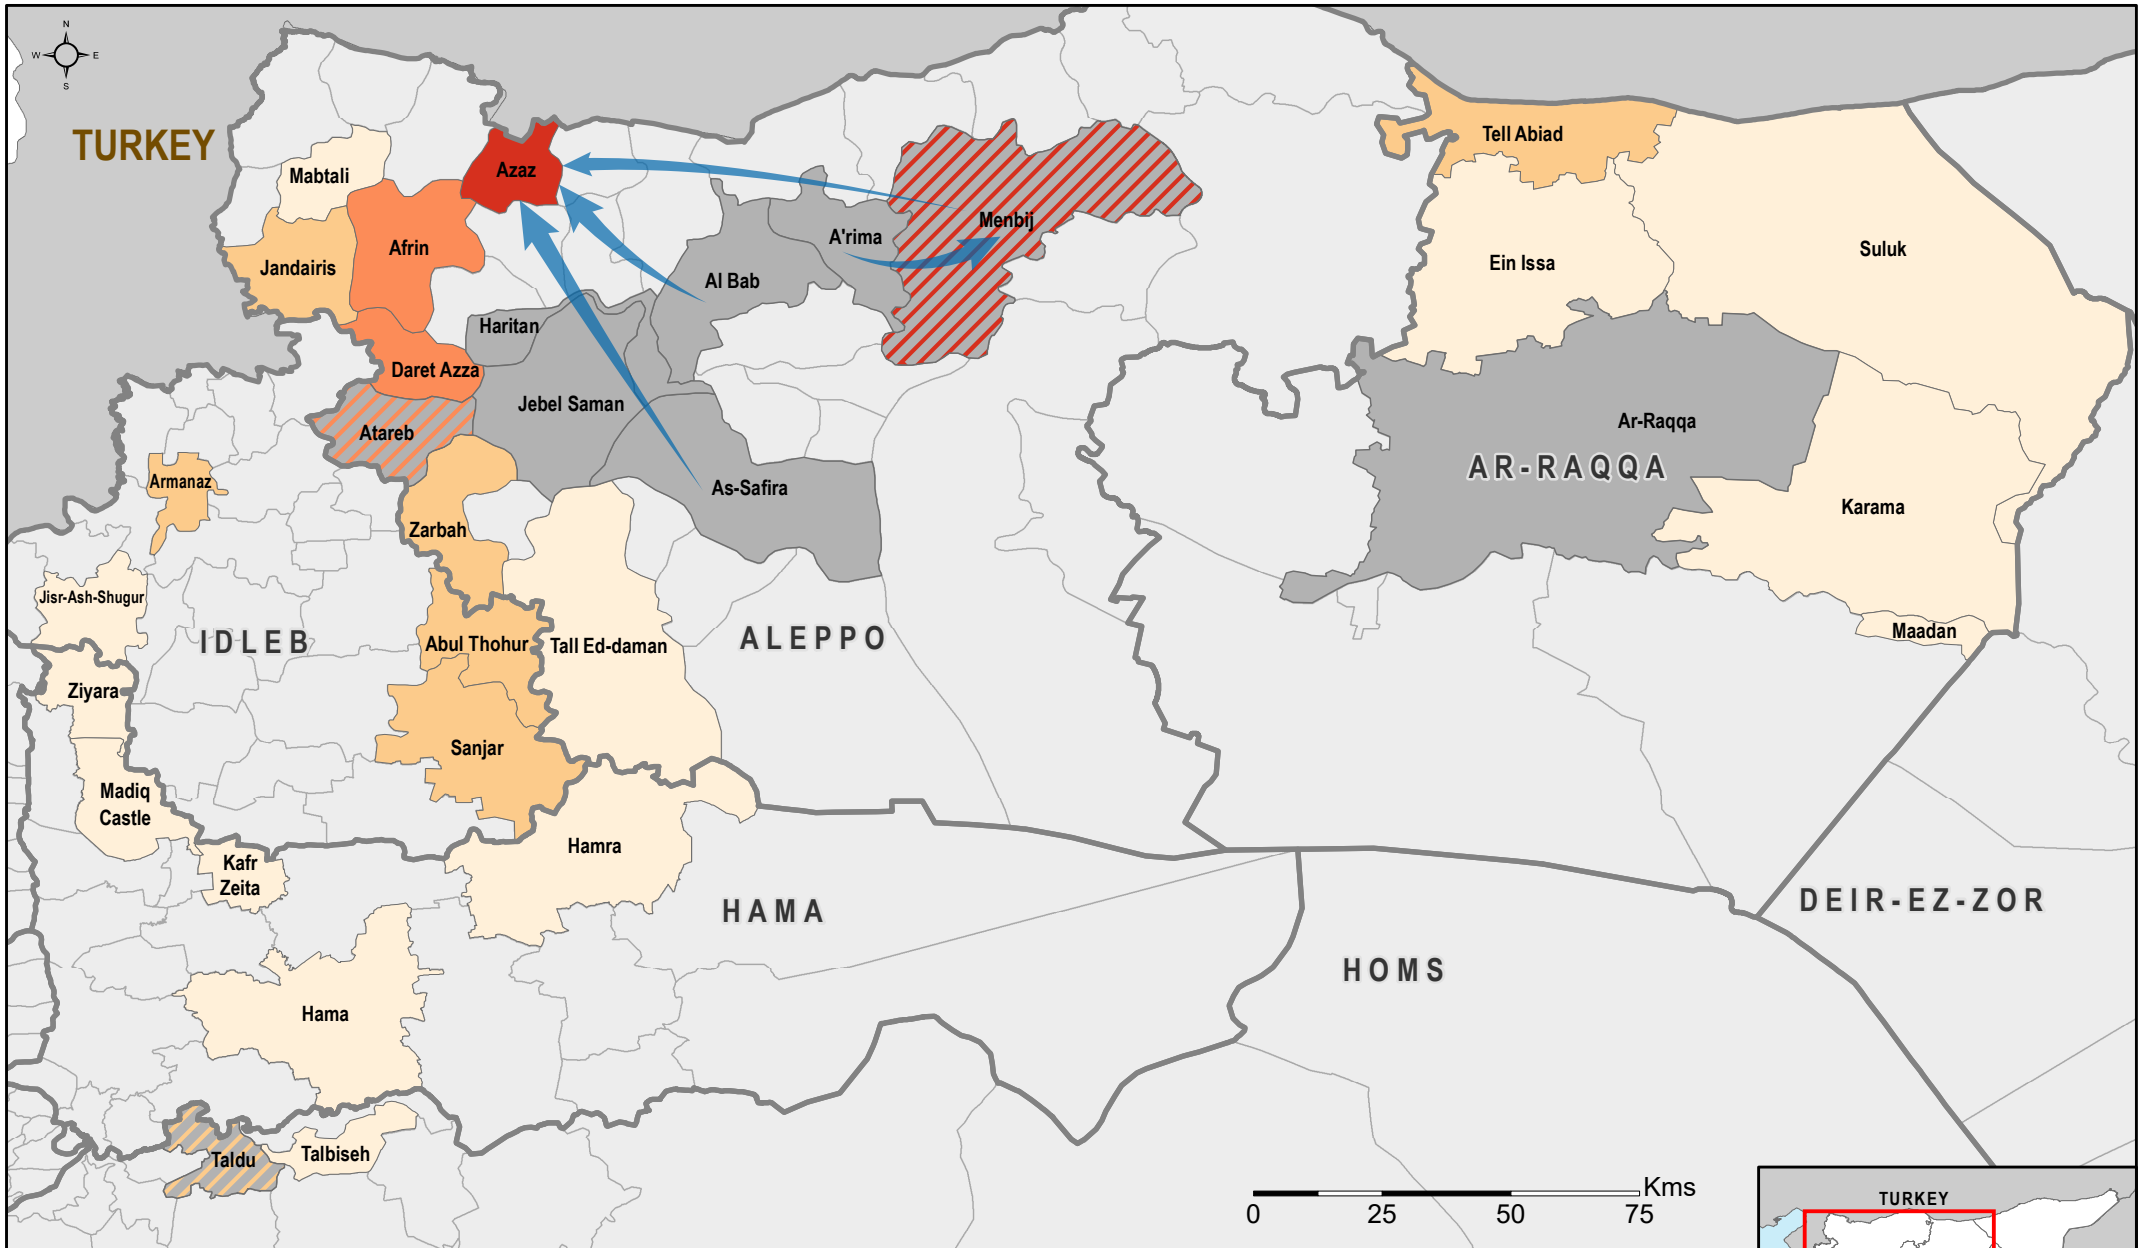 N
W E
S
TURKEY
Mabtali
Azaz
Tell Abiad
Jandairis
Afrin
A'rima
Menbij
Al Bab
Ein Issa
Suluk
Haritan
Daret Azza
Jebel Saman
Atareb
As-Safira
Ar-Raqqa
AR-RAQQA
Armanaz
Zarbah
Karama
Jisr-Ash-Shugur
IDLEB
Abul Thohur
Tall Ed-daman
ALEPPO
Maadan
Ziyara
Sanjar
Madiq
Castle
Hamra
Kafr
Zeita
HAMA
DEIR-EZ-ZOR
HOMS
Hama
Taldu
Talbiseh
Kms
0 25 50 75
TURKEY